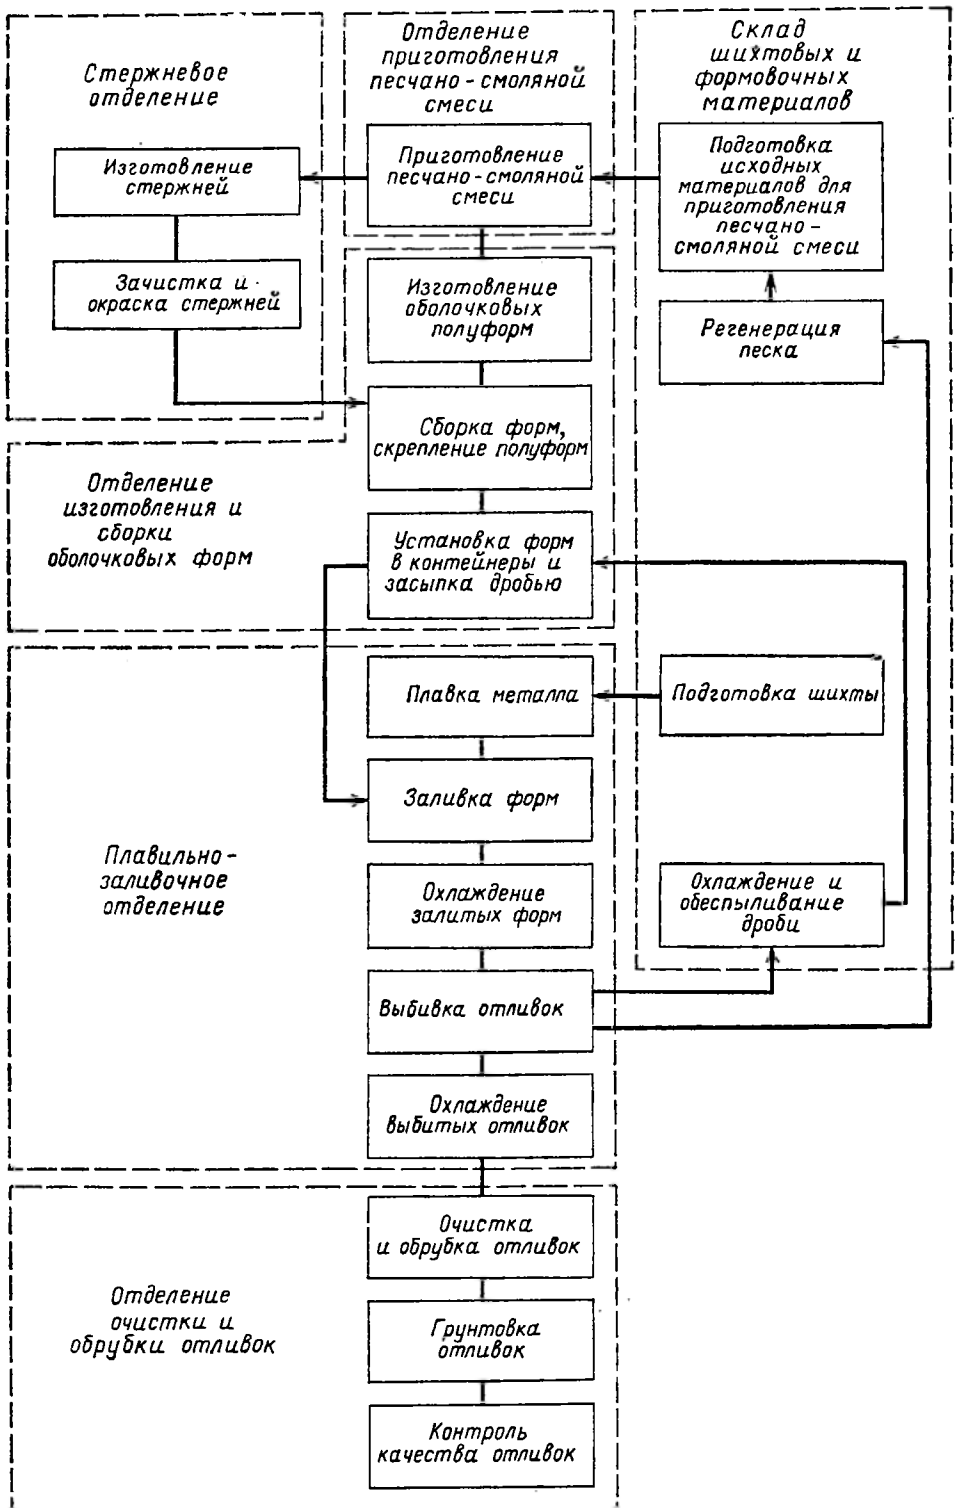 Стержневое
отделение
Изготовление
стержней
Зачистка и
окраска стержней
Отделение
приготовления
песчано-смоляной
смеси
Приготовление
песчано-смоляной
смеси
Склад
шихтовых и
формовочных
материалов
Подготовка
исходных
материалов для
приготовления
песчано-
смоляной смеси
Регенерация
песка
Отделение
изготовления и
сборки
оболочковых форм
Изготовление
оболочковых
полуформ
Сборка форм,
скрепление полуформ
Установка форм
в контейнеры и
засыпка дробью
Плавильно-
заливочное
отделение
Плавка металла
Подготовка шихты
Заливка форм
Охлаждение
залитых форм
Охлаждение и
обеспыливание
дроби
Выбивка отливок
Охлаждение
выбитых отливок
Отделение
очистки и
обрубки отливок
Очистка
и обрубка отливок
Грунтовка
отливок
Контроль
качества отливок